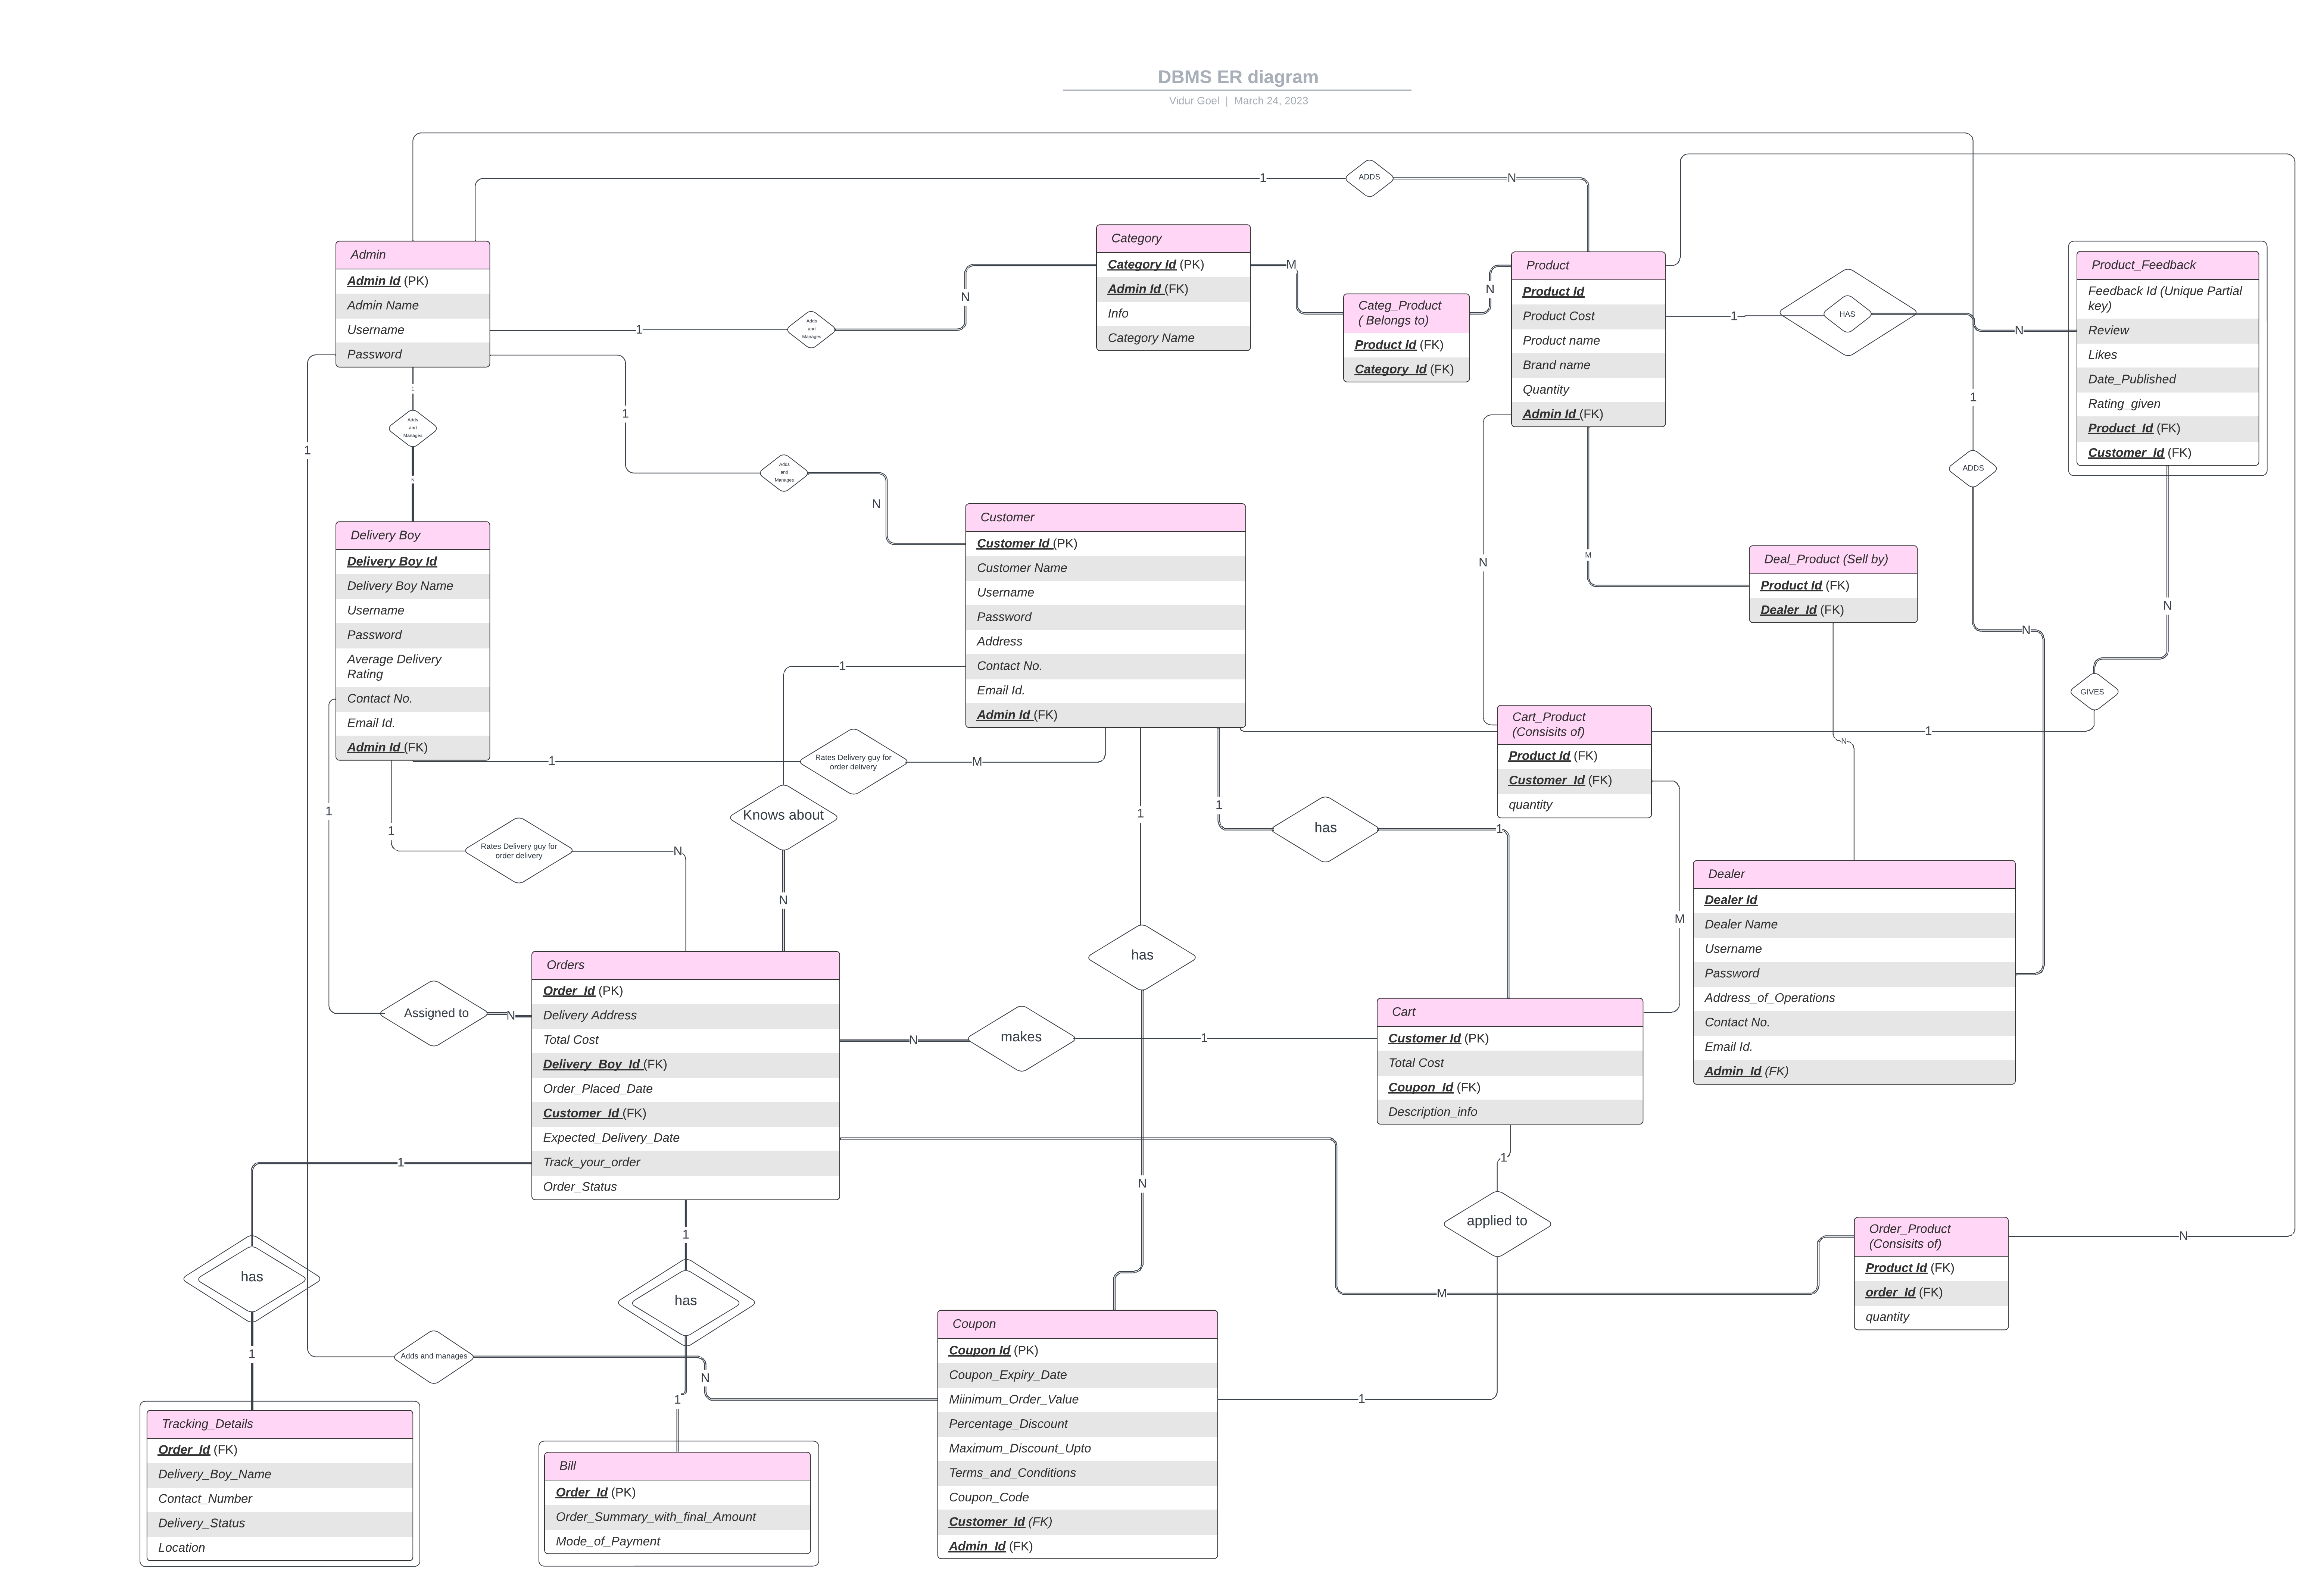 DBMS ER diagram
Vidur Goel | March 24, 2023
1
ADDS
N
Admin
Admin Id (PK)
Admin Name
Username
Password
Category
Category Id (PK)
Admin Id (FK)
Info
Category Name
M
N
Categ_Product
( Belongs to)
Product Id (FK)
Category_Id (FK)
Product
Product Id
Product Cost
Product name
Brand name
Quantity
Admin Id (FK)
1
HAS
N
Product_Feedback
Feedback Id (Unique Partial
key)
Review
Likes
Date_Published
Rating_given
Product_Id (FK)
Customer_Id (FK)
1
Adds
and
Manages
N
1
Adds
and
Manages
N
1
1
Adds
and
Manages
N
1
ADDS
N
Delivery Boy
Delivery Boy Id
Delivery Boy Name
Username
Password
Average Delivery
Rating
Contact No.
Email Id.
Admin Id (FK)
Customer
Customer Id (PK)
Customer Name
Username
Password
Address
Contact No.
Email Id.
Admin Id (FK)
N
M
Deal_Product (Sell by)
Product Id (FK)
Dealer_Id (FK)
N
GIVES
1
N
1
Cart_Product
(Consisits of)
Product Id (FK)
Customer_Id (FK)
quantity
1
Rates Delivery guy for
order delivery
M
Knows about
N
1
1
Rates Delivery guy for
order delivery
N
1
1
has
1
M
Dealer
Dealer Id
Dealer Name
Username
Password
Address_of_Operations
Contact No.
Email Id.
Admin_Id (FK)
has
N
Assigned to
N
Orders
Order_Id (PK)
Delivery Address
Total Cost
Delivery_Boy_Id (FK)
Order_Placed_Date
Customer_Id (FK)
Expected_Delivery_Date
Track_your_order
Order_Status
N
makes
1
Cart
Customer Id (PK)
Total Cost
Coupon_Id (FK)
Description_info
1
applied to
1
1
has
1
1
has
1
M
N
Order_Product
(Consisits of)
Product Id (FK)
order_Id (FK)
quantity
Adds and manages
N
Tracking_Details
Order_Id (FK)
Delivery_Boy_Name
Contact_Number
Delivery_Status
Location
Bill
Order_Id (PK)
Order_Summary_with_final_Amount
Mode_of_Payment
Coupon
Coupon Id (PK)
Coupon_Expiry_Date
Miinimum_Order_Value
Percentage_Discount
Maximum_Discount_Upto
Terms_and_Conditions
Coupon_Code
Customer_Id (FK)
Admin_Id (FK)